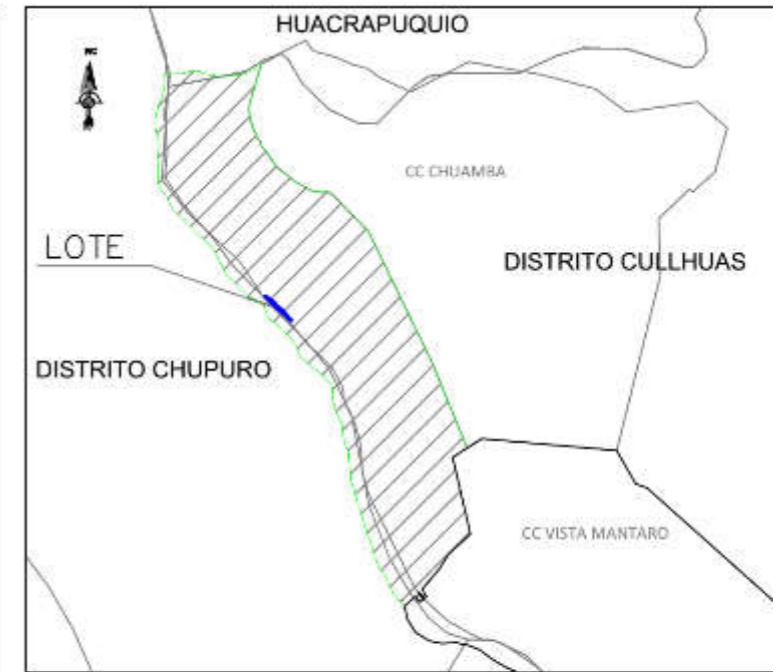 HUACRAPUQUIO
CC CHUAMBA
LOTE
DISTRITO CULLHUAS
DISTRITO CHUPURO
CC VISTA MANTARO